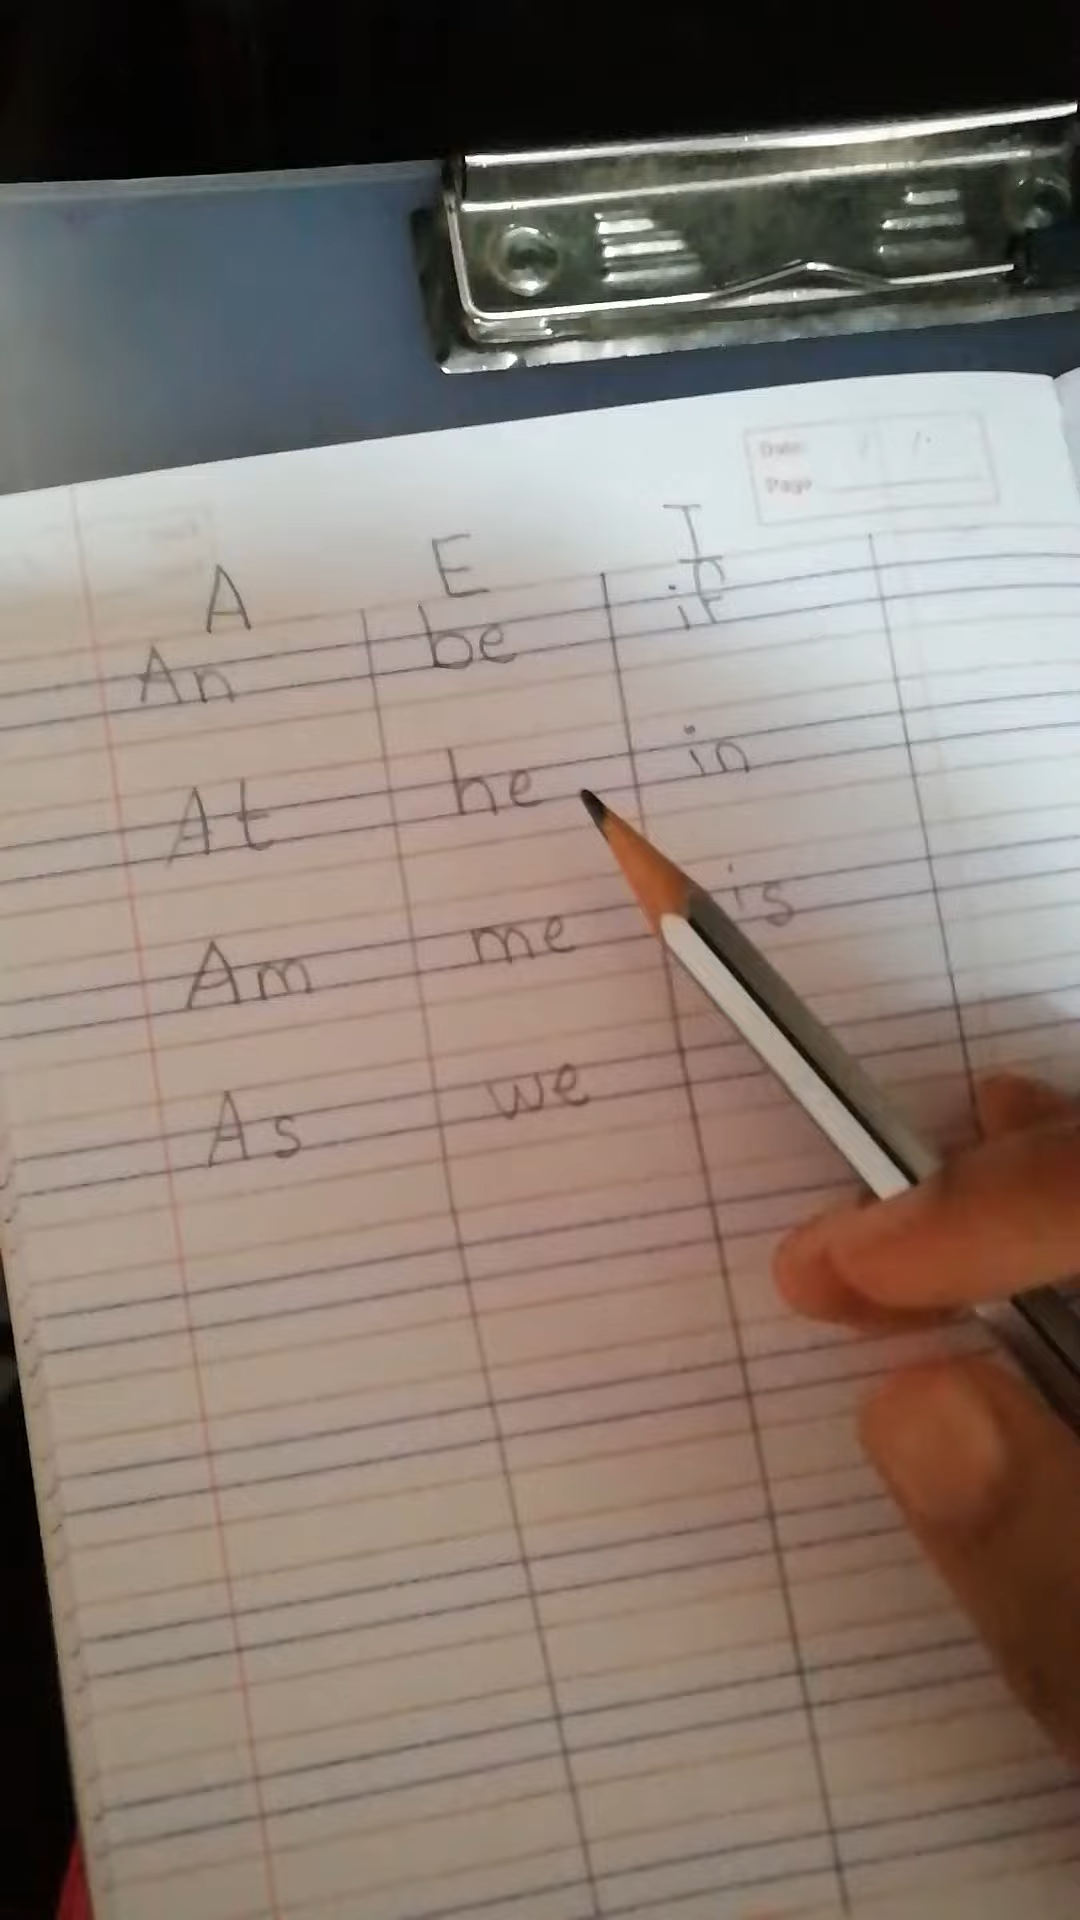 Date:
Page
A E I
An be it
At he in
Am me is
As we